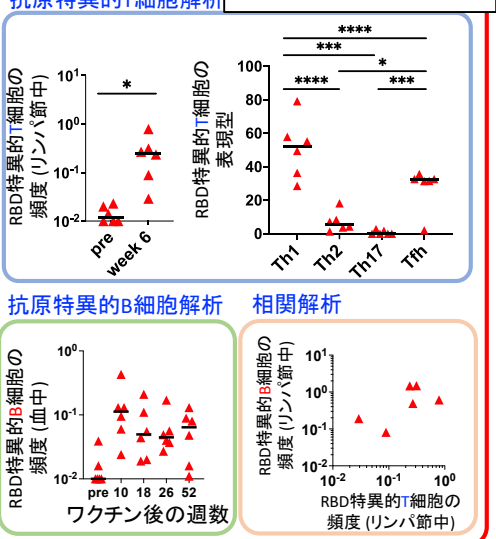 抗原特異的T細胞解析
RBD特異的T細胞の
頻度 (リンパ節中)
10¹
10⁰
10⁻¹
10⁻²
*
pre
week 6
RBD特異的T細胞の
表現型
100
80
60
40
20
0
****
***
*
****
***
Th1
Th2
Th17
Tfh
抗原特異的B細胞解析
相関解析
RBD特異的B細胞の
頻度 (血中)
10⁰
10⁻¹
10⁻²
pre 10 18 26 52
ワクチン後の週数
RBD特異的B細胞の
頻度 (リンパ節中)
10¹
10⁰
10⁻¹
10⁻²
10⁻² 10⁻¹ 10⁰
RBD特異的T細胞の
頻度 (リンパ節中)